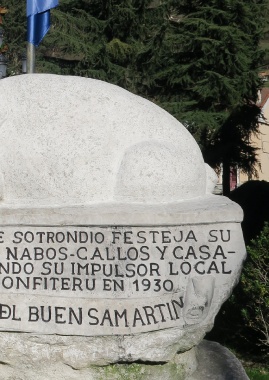 E SOTRONDIO FESTEJA SU
NABOS-CALLOS Y CASA-
NDO SU IMPULSOR LOCAL
ONFITERU EN 1930
DL BUEN SAMARTIN